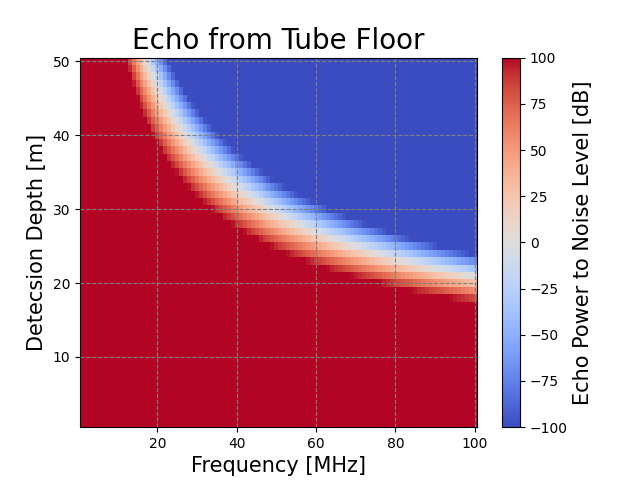 Echo from Tube Floor
50
40
30
20
10
Detecsion Depth [m]
20 40 60 80 100
Frequency [MHz]
100
75
50
25
0
−25
−50
−75
−100
Echo Power to Noise Level [dB]